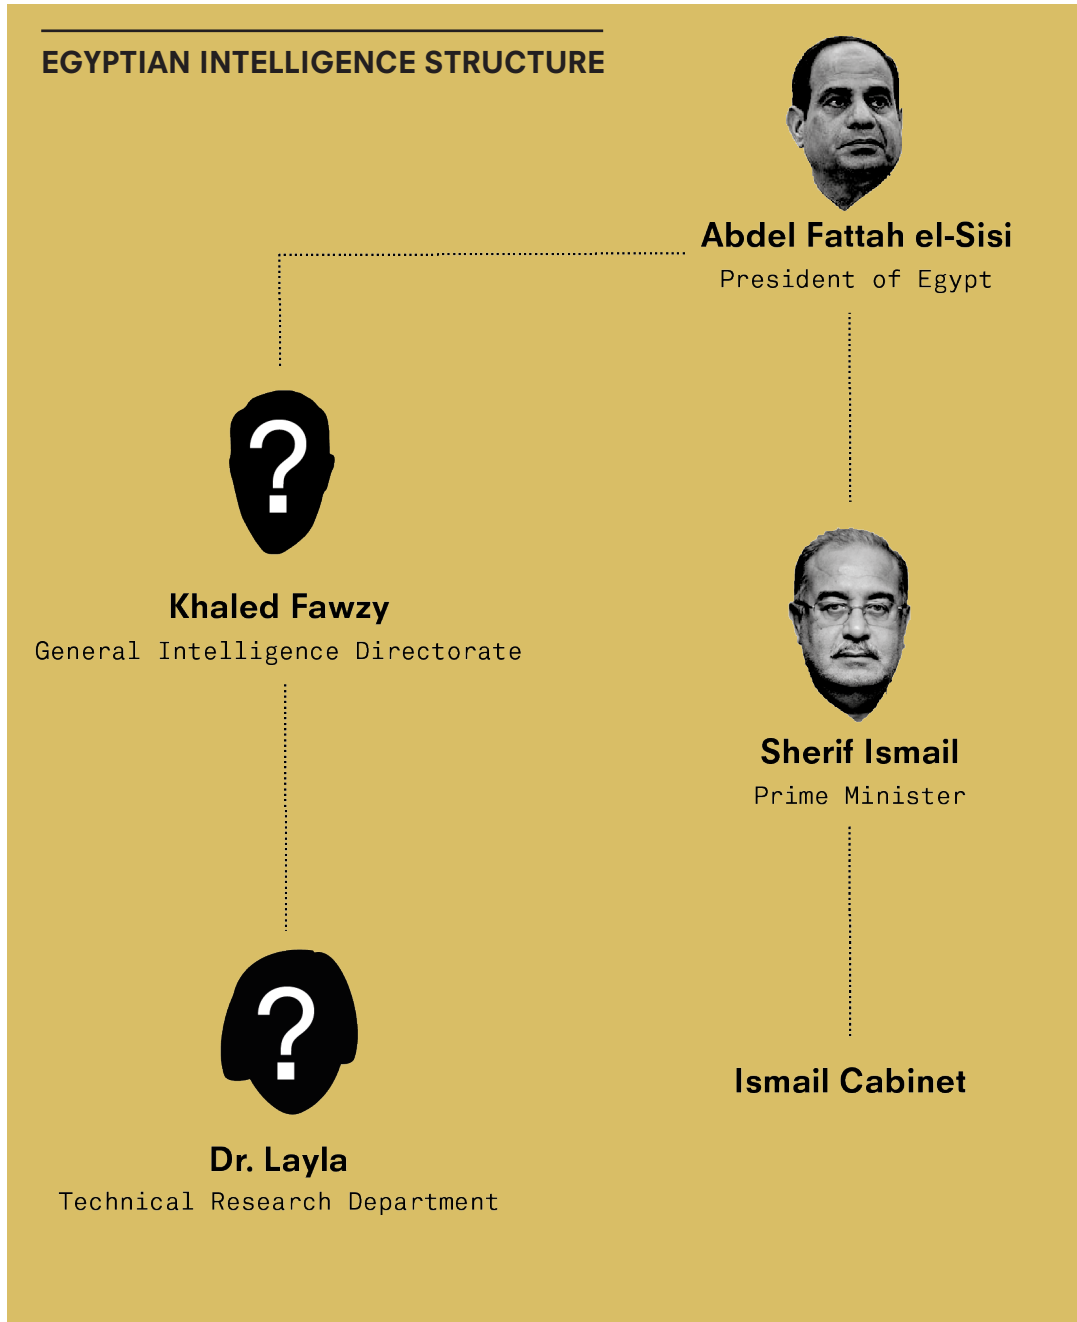 EGYPTIAN INTELLIGENCE STRUCTURE
Abdel Fattah el-Sisi
President of Egypt
?
Khaled Fawzy
General Intelligence Directorate
Sherif Ismail
Prime Minister
?
Dr. Layla
Technical Research Department
Ismail Cabinet